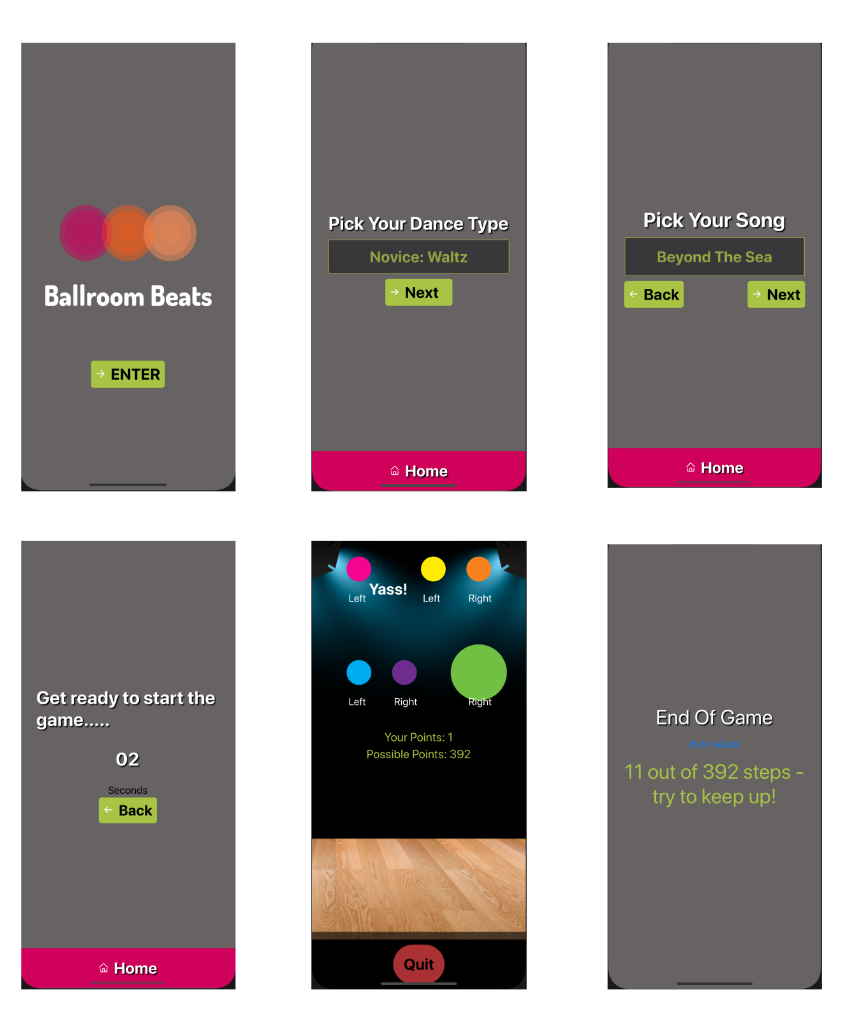 Ballroom Beats
ENTER
Pick Your Dance Type
Novice: Waltz
Next
Home
Pick Your Song
Beyond The Sea
Back
Next
Home
Get ready to start the
game.....
02
Seconds
Back
Home
Yass!
Left
Left
Right
Left
Right
Right
Your Points: 1
Possible Points: 392
Quit
End Of Game
11 out of 392 steps -
try to keep up!